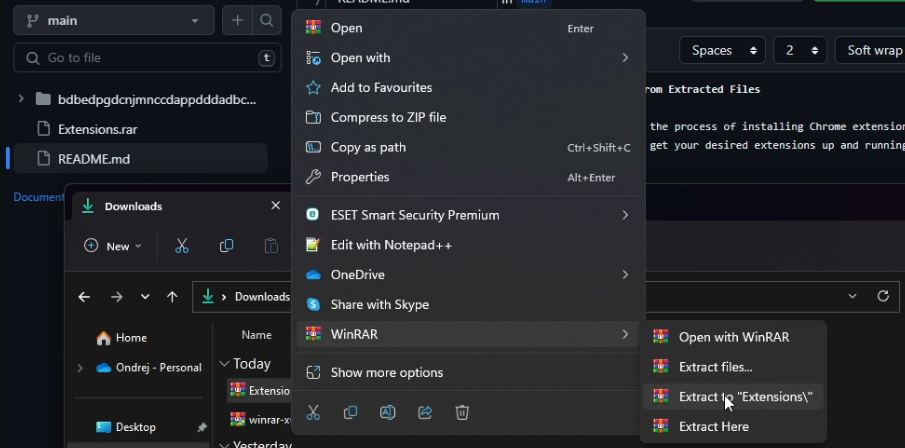 main
Go to file
t
bdbedpgdcnjmnccdappdddadbc...
Extensions.rar
README.md
Document
main
Spaces
2
Soft wrap
rom Extracted Files
the process of installing Chrome extension
get your desired extensions up and running
Downloads
New
Downloads
Home
Ondrej - Personal
Desktop
Name
Today
Extensio
winrar-x
Yesterday
Open Enter
Open with
Add to Favourites
Compress to ZIP file
Copy as path Ctrl+Shift+C
Properties Alt+Enter
ESET Smart Security Premium
Edit with Notepad++
OneDrive
Share with Skype
WinRAR
Show more options
Open with WinRAR
Extract files...
Extract to "Extensions\"
Extract Here